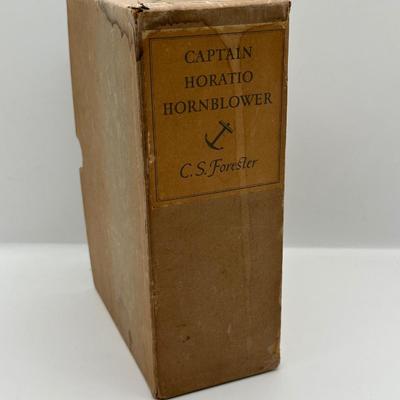 CAPTAIN
HORATIO
HORNBLOWER
C. S. Forester